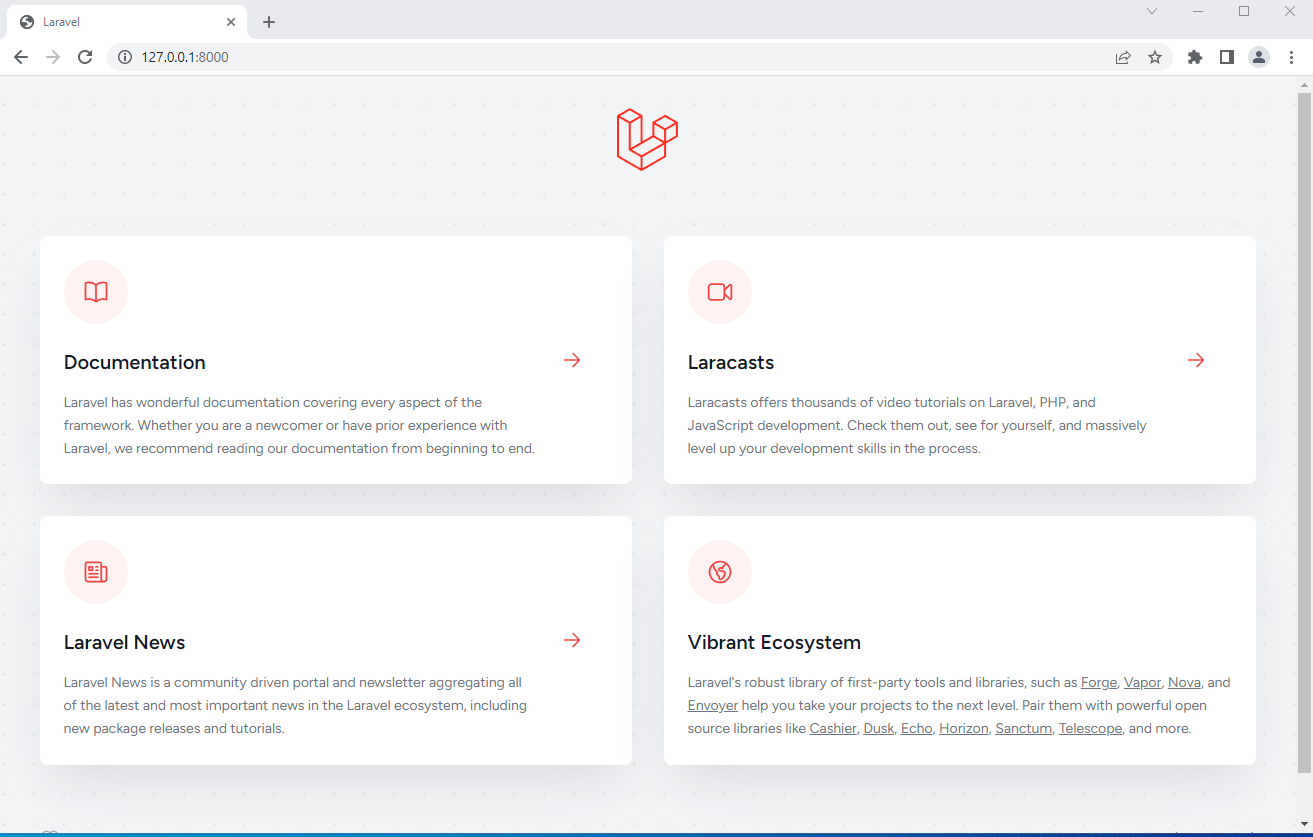 Laravel
127.0.0.1:8000
Documentation
Laravel has wonderful documentation covering every aspect of the
framework. Whether you are a newcomer or have prior experience with
Laravel, we recommend reading our documentation from beginning to end.
Laracasts
Laracasts offers thousands of video tutorials on Laravel, PHP, and
JavaScript development. Check them out, see for yourself, and massively
level up your development skills in the process.
Laravel News
Laravel News is a community driven portal and newsletter aggregating all
of the latest and most important news in the Laravel ecosystem, including
new package releases and tutorials.
Vibrant Ecosystem
Laravel's robust library of first-party tools and libraries, such as Forge, Vapor, Nova, and
Envoyer help you take your projects to the next level. Pair them with powerful open
source libraries like Cashier, Dusk, Echo, Horizon, Sanctum, Telescope, and more.